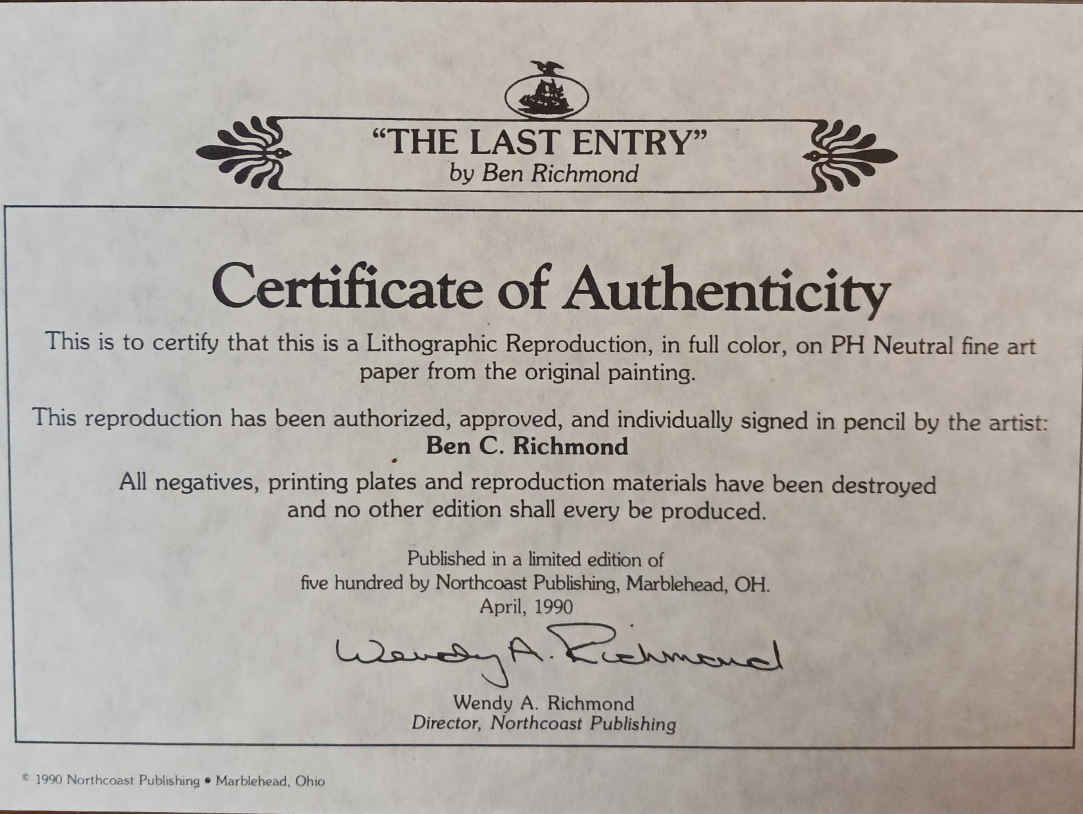 “THE LAST ENTRY”
by Ben Richmond
Certificate of Authenticity
This is to certify that this is a Lithographic Reproduction, in full color, on PH Neutral fine art
paper from the original painting.
This reproduction has been authorized, approved, and individually signed in pencil by the artist:
Ben C. Richmond
All negatives, printing plates and reproduction materials have been destroyed
and no other edition shall every be produced.
Published in a limited edition of
five hundred by Northcoast Publishing, Marblehead, OH.
April, 1990
Wendy A. Richmond
Wendy A. Richmond
Director, Northcoast Publishing
© 1990 Northcoast Publishing • Marblehead, Ohio